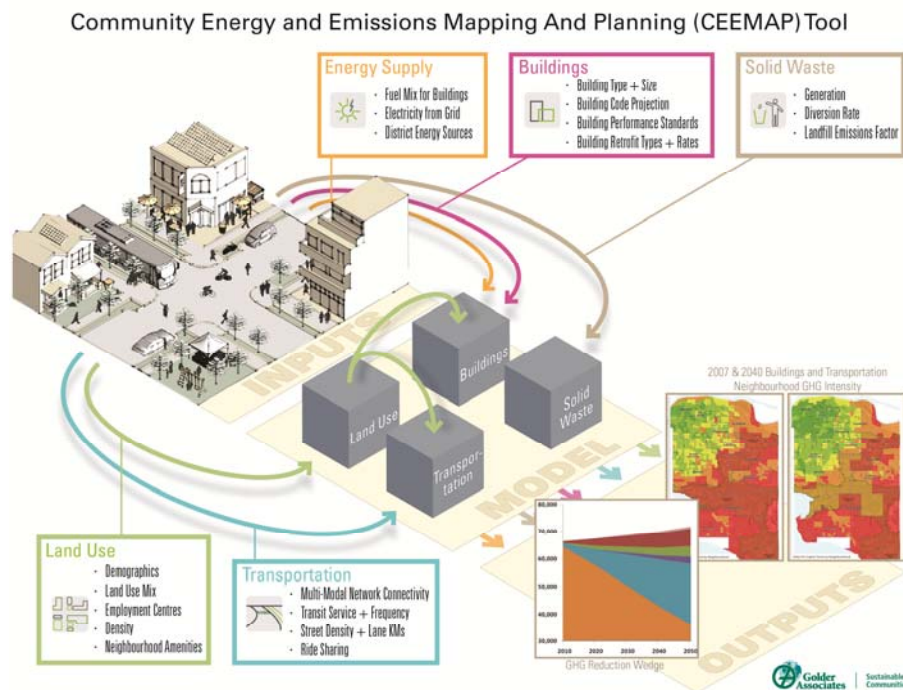 Community Energy and Emissions Mapping And Planning (CEEMAP) Tool
Energy Supply
· Fuel Mix for Buildings
· Electricity from Grid
· District Energy Sources
Buildings
· Building Type + Size
· Building Code Projection
· Building Performance Standards
· Building Retrofit Types + Rates
Solid Waste
· Generation
· Diversion Rate
· Landfill Emissions Factor
INPUTS
Buildings
Land Use
Solid
Waste
Transpor-
tation
MODEL
2007 & 2040 Buildings and Transportation
Neighbourhood GHG Intensity
Land Use
· Demographics
· Land Use Mix
· Employment Centres
· Density
· Neighbourhood Amenities
Transportation
· Multi-Modal Network Connectivity
· Transit Service + Frequency
· Street Density + Lane KMs
· Ride Sharing
80,000
70,000
60,000
50,000
40,000
30,000
2010 2020 2030 2040 2050
GHG Reduction Wedge
OUTPUTS
Golder
Associates
Sustainable
Communities